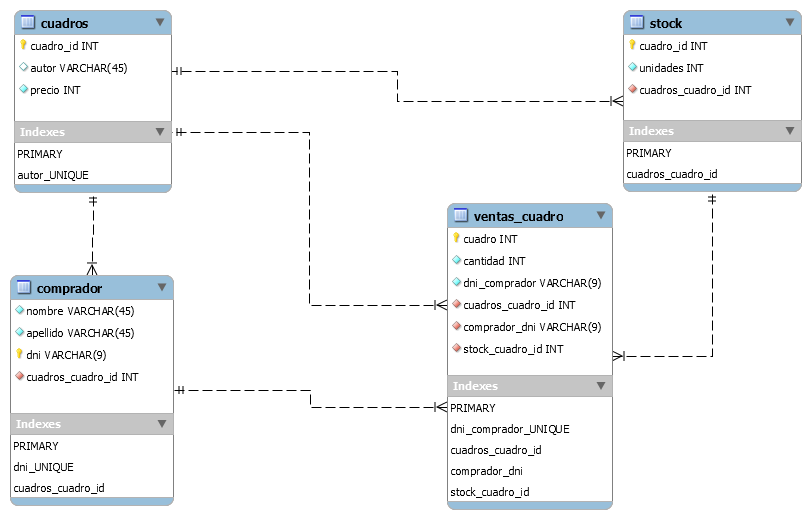 cuadros
cuadro_id INT
autor VARCHAR(45)
precio INT
Indexes
PRIMARY
autor_UNIQUE
stock
cuadro_id INT
unidades INT
cuadros_cuadro_id INT
Indexes
PRIMARY
cuadros_cuadro_id
comprador
nombre VARCHAR(45)
apellido VARCHAR(45)
dni VARCHAR(9)
cuadros_cuadro_id INT
Indexes
PRIMARY
dni_UNIQUE
cuadros_cuadro_id
ventas_cuadro
cuadro INT
cantidad INT
dni_comprador VARCHAR(9)
cuadros_cuadro_id INT
comprador_dni VARCHAR(9)
stock_cuadro_id INT
Indexes
PRIMARY
dni_comprador_UNIQUE
cuadros_cuadro_id
comprador_dni
stock_cuadro_id